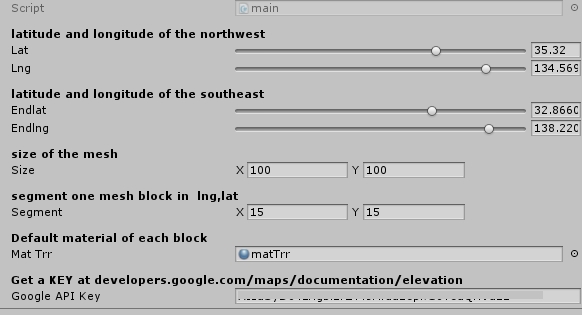 Script main
latitude and longitude of the northwest
Lat 35.32
Lng 134.569
latitude and longitude of the southeast
Endlat 32.8660
Endlng 138.220
size of the mesh
Size X 100 Y 100
segment one mesh block in lng,lat
Segment X 15 Y 15
Default material of each block
Mat Trr matTrr
Get a KEY at developers.google.com/maps/documentation/elevation
Google API Key